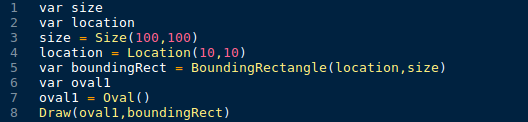 1 var size
2 var location
3 size = Size(100,100)
4 location = Location(10,10)
5 var boundingRect = BoundingRectangle(location,size)
6 var oval1
7 oval1 = Oval()
8 Draw(oval1,boundingRect)